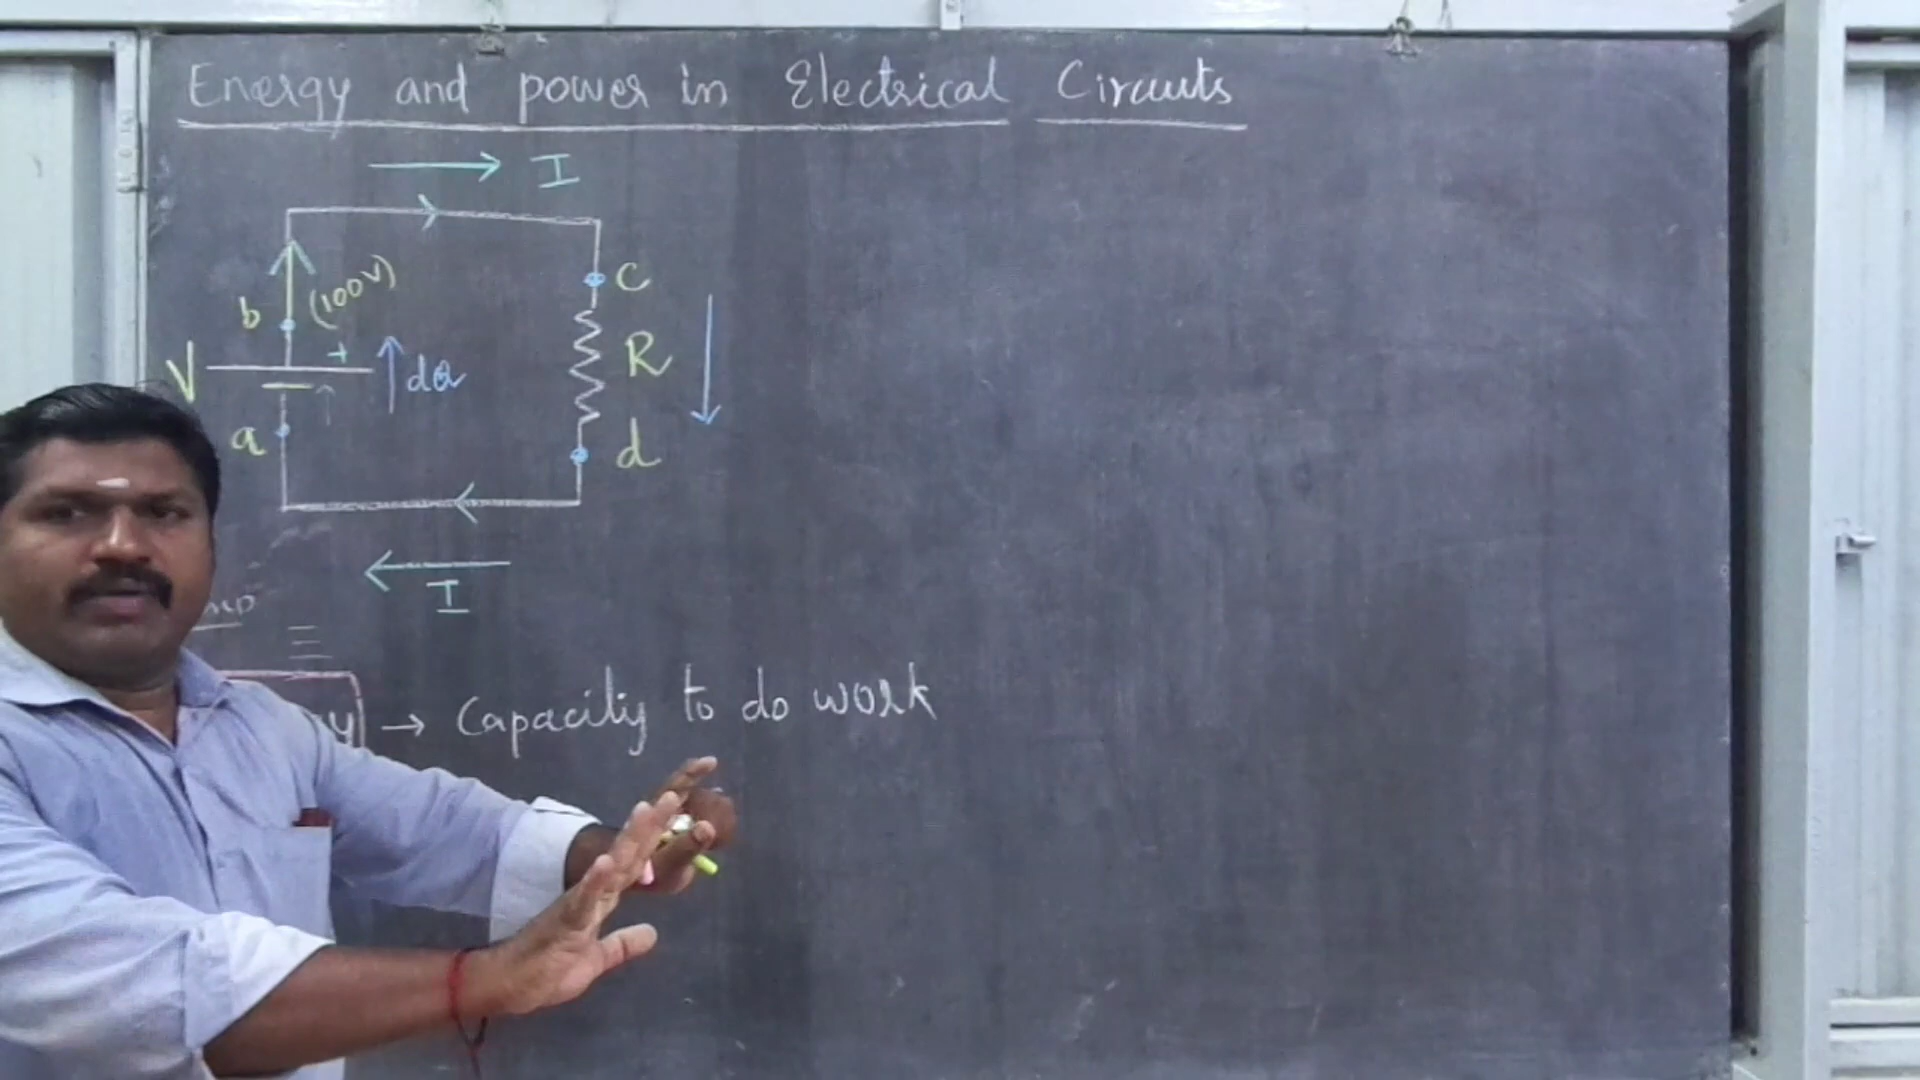 Energy and power in Electrical Circuits
I
b (100V)
C
+
V
dQ
R
a
d
I
→ Capacity to do work